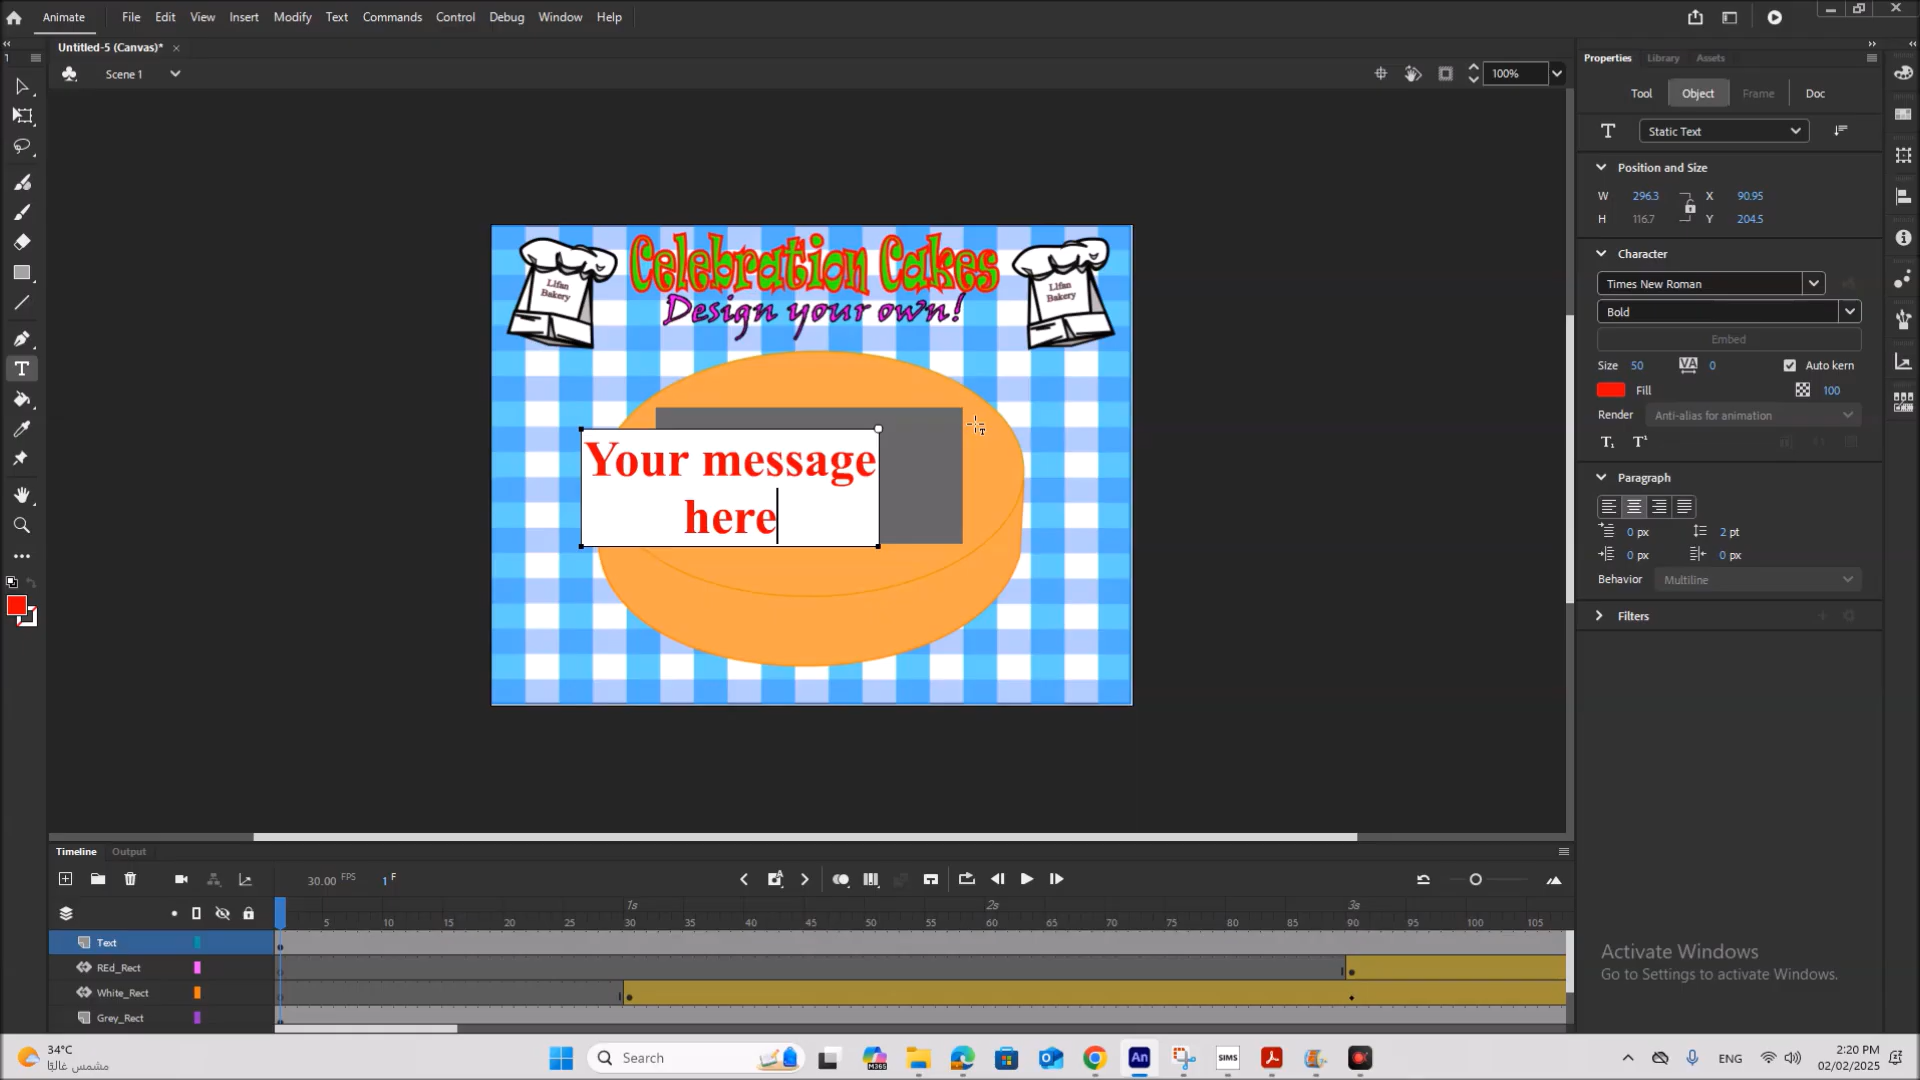 Animate
File Edit View Insert Modify Text Commands Control Debug Window Help
Untitled-5 (Canvas)*
Scene 1
100%
Properties Library Assets
Tool Object Frame Doc
T Static Text
Position and Size
W 296.3 X 90.95
H 116.7 Y 204.5
Character
Times New Roman
Bold
Embed
Size 50 VA 0 Auto kern
Fill 100
Render Anti-alias for animation
Paragraph
0 px 2 pt
0 px 0 px
Behavior Multiline
Filters
Celebration Cakes
Design your own!
Lifan
Bakery
Lifan
Bakery
Your message
here
Timeline Output
30.00 FPS 1 F
1s 2s 3s
5 10 15 20 25 30 35 40 45 50 55 60 65 70 75 80 85 90 95 100 105
Text
REd_Rect
White_Rect
Grey_Rect
Activate Windows
Go to Settings to activate Windows.
34°C
مشمس غالبًا
Search
M365
An
SIMS
ENG
2:20 PM
02/02/2025